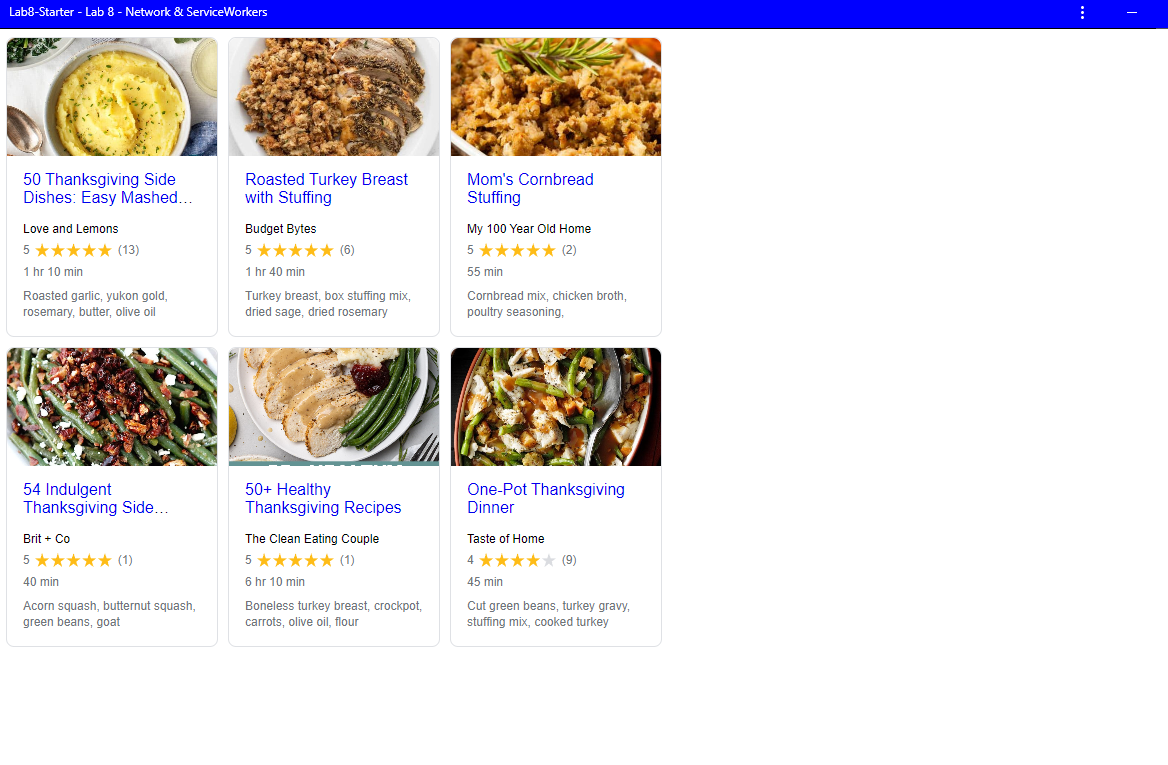 Lab8-Starter - Lab 8 - Network & ServiceWorkers
50 Thanksgiving Side
Dishes: Easy Mashed…
Love and Lemons
5 (13)
1 hr 10 min
Roasted garlic, yukon gold,
rosemary, butter, olive oil
Roasted Turkey Breast
with Stuffing
Budget Bytes
5 (6)
1 hr 40 min
Turkey breast, box stuffing mix,
dried sage, dried rosemary
Mom's Cornbread
Stuffing
My 100 Year Old Home
5 (2)
55 min
Cornbread mix, chicken broth,
poultry seasoning,
54 Indulgent
Thanksgiving Side…
Brit + Co
5 (1)
40 min
Acorn squash, butternut squash,
green beans, goat
50+ Healthy
Thanksgiving Recipes
The Clean Eating Couple
5 (1)
6 hr 10 min
Boneless turkey breast, crockpot,
carrots, olive oil, flour
One-Pot Thanksgiving
Dinner
Taste of Home
4 (9)
45 min
Cut green beans, turkey gravy,
stuffing mix, cooked turkey